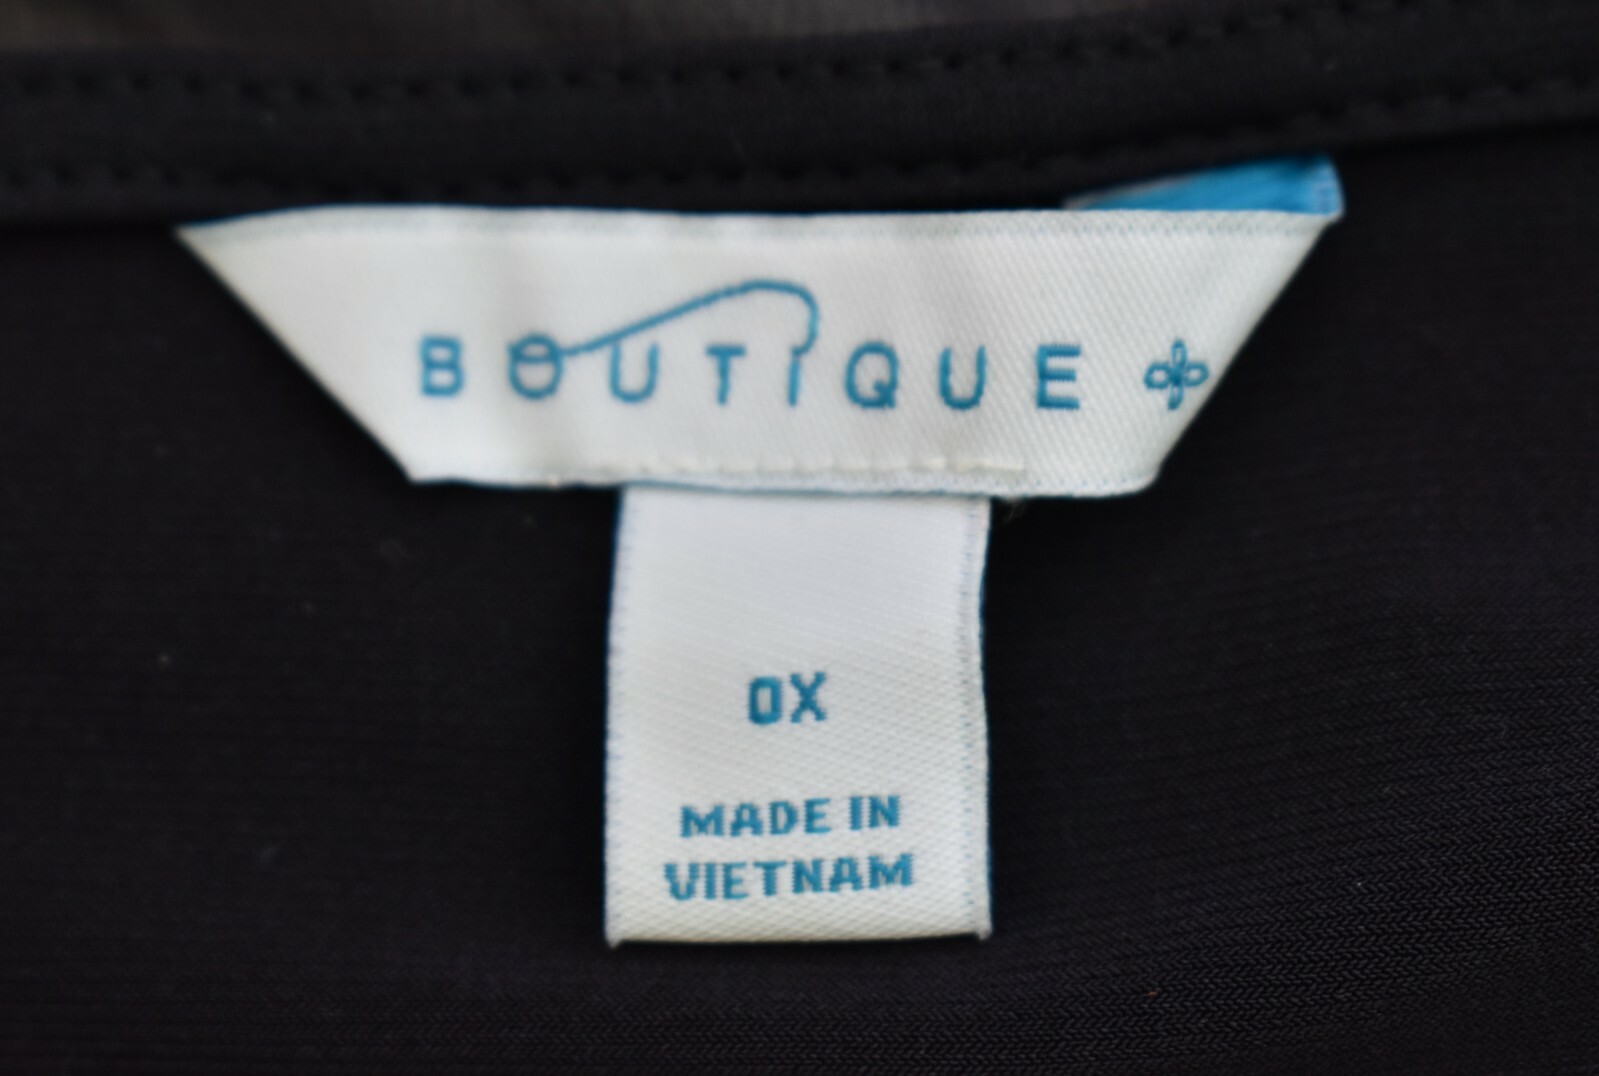 BOUTIQUE +
0X
MADE IN
VIETNAM